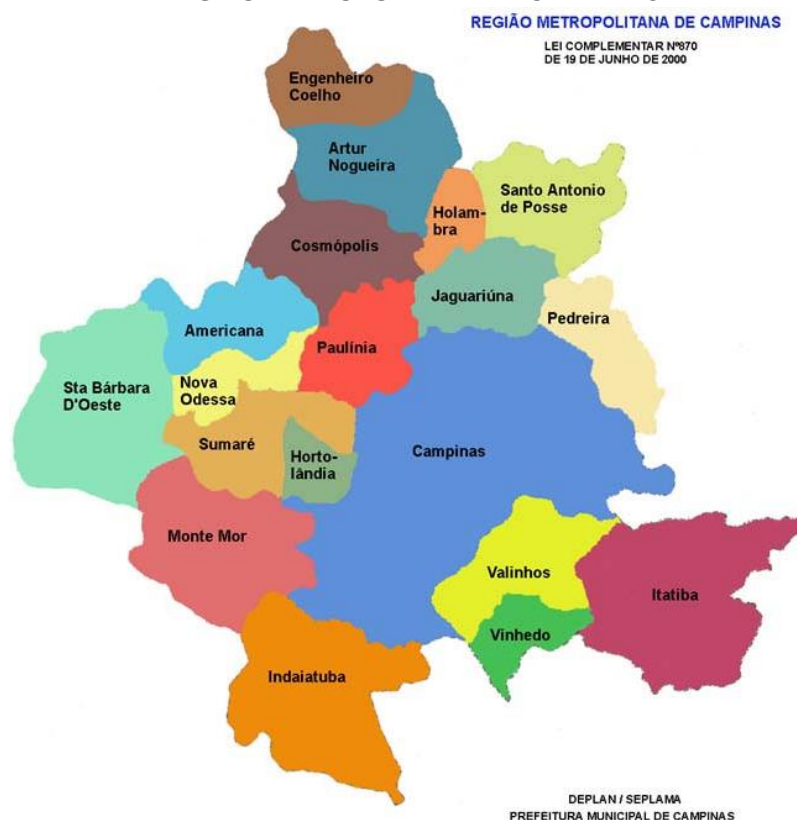 REGIÃO METROPOLITANA DE CAMPINAS
LEI COMPLEMENTAR Nº870
DE 19 DE JUNHO DE 2000
Engenheiro
Coelho
Artur
Nogueira
Santo Antonio
de Posse
Holam-
bra
Cosmópolis
Jaguariúna
Pedreira
Americana
Paulínia
Nova
Odessa
Sta Bárbara
D'Oeste
Sumaré
Horto-
lândia
Campinas
Monte Mor
Valinhos
Itatiba
Vinhedo
Indaiatuba
DEPLAN / SEPLAMA
PREFEITURA MUNICIPAL DE CAMPINAS